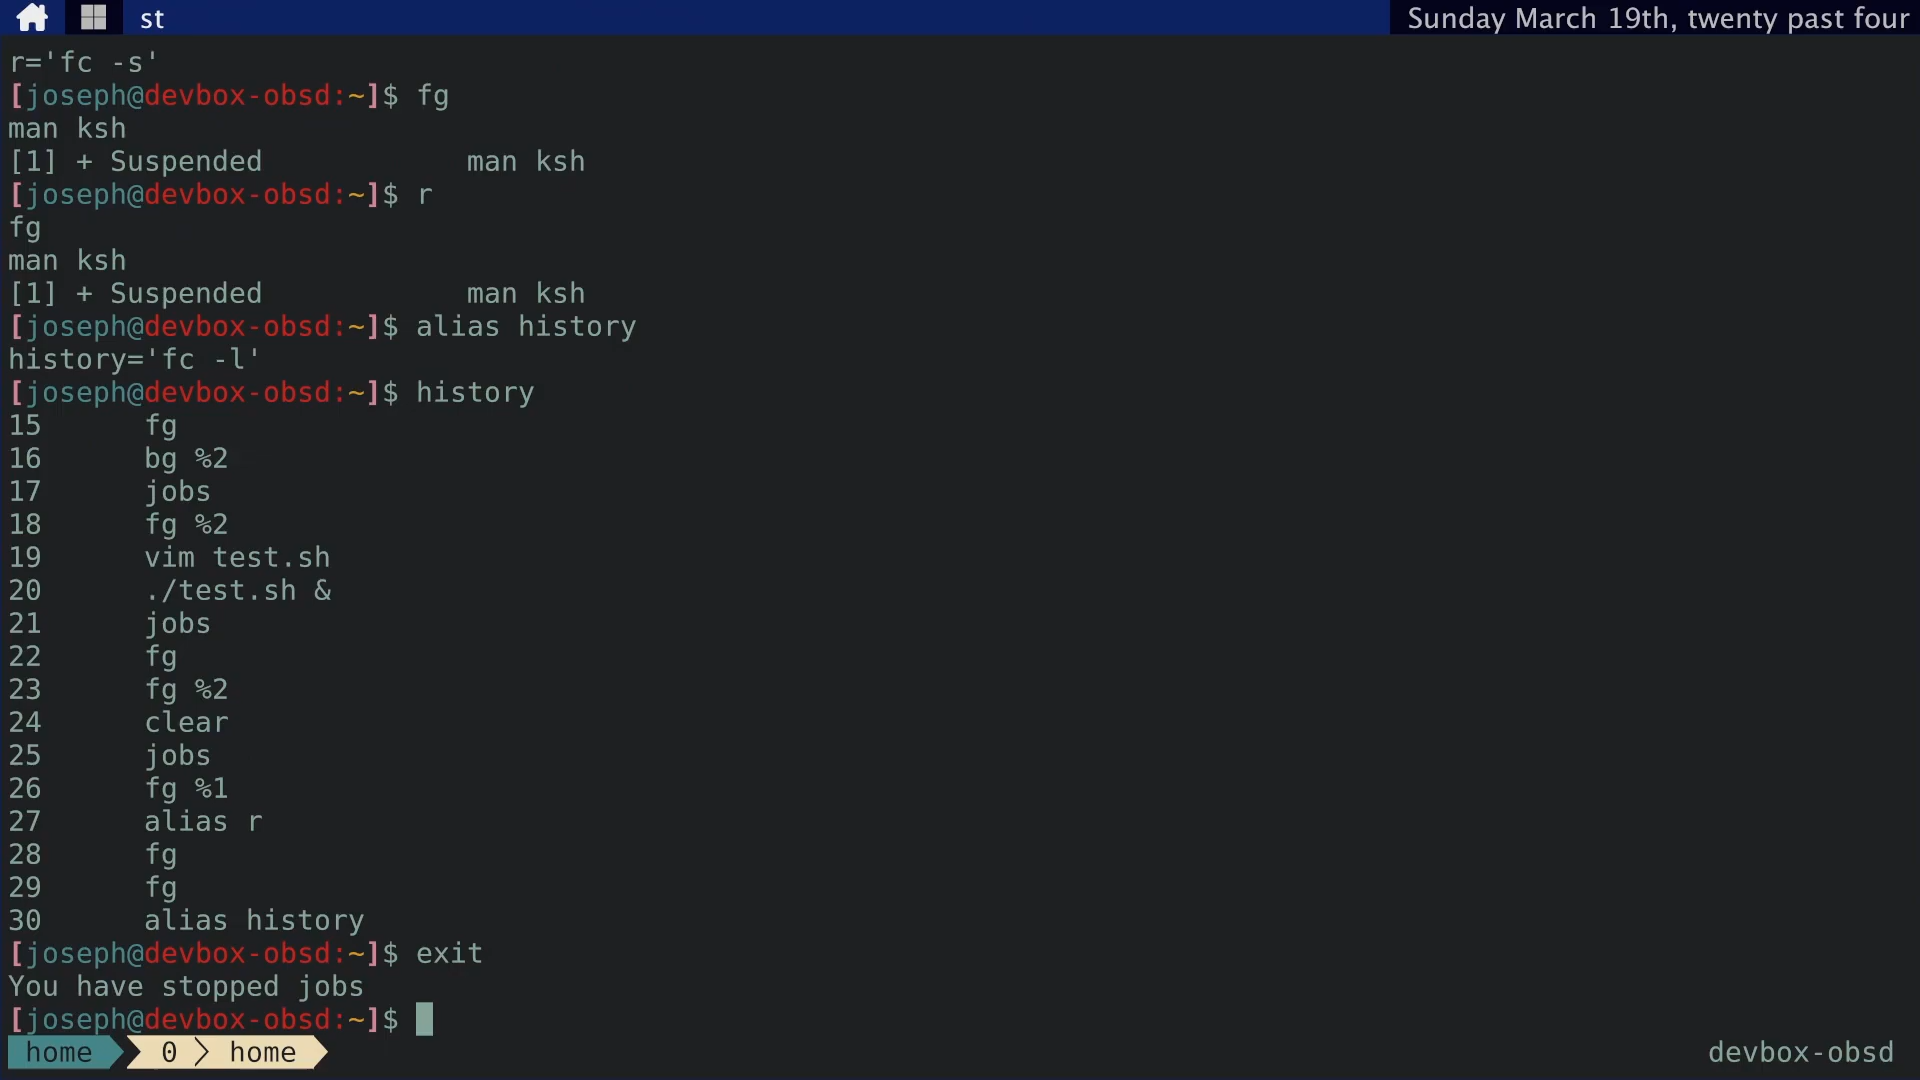 st
Sunday March 19th, twenty past four
r='fc -s'
[joseph@devbox-obsd:~]$ fg
man ksh
[1] + Suspended            man ksh
[joseph@devbox-obsd:~]$ r
fg
man ksh
[1] + Suspended            man ksh
[joseph@devbox-obsd:~]$ alias history
history='fc -l'
[joseph@devbox-obsd:~]$ history
15      fg
16      bg %2
17      jobs
18      fg %2
19      vim test.sh
20      ./test.sh &
21      jobs
22      fg
23      fg %2
24      clear
25      jobs
26      fg %1
27      alias r
28      fg
29      fg
30      alias history
[joseph@devbox-obsd:~]$ exit
You have stopped jobs
[joseph@devbox-obsd:~]$
home 0 home
devbox-obsd